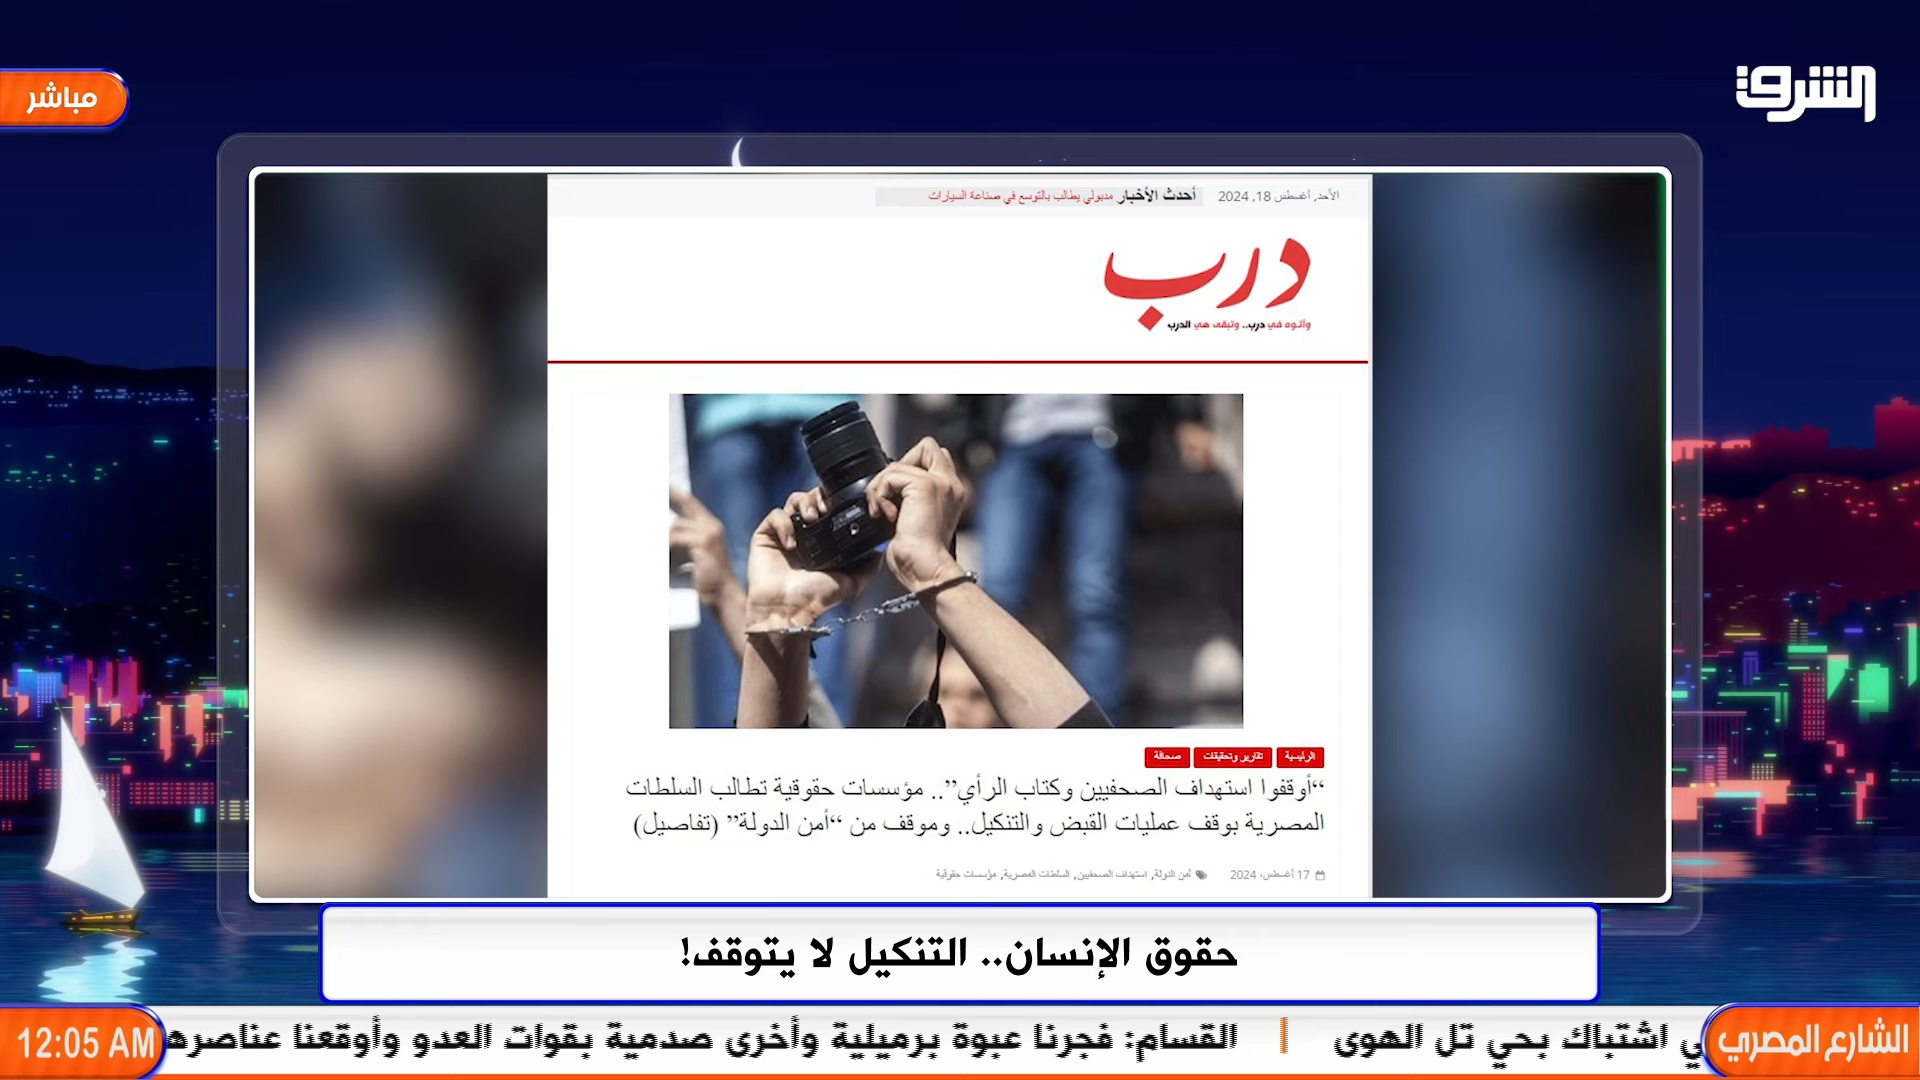 مباشر
الشرق
الأحد, أغسطس 18, 2024
أحدث الأخبار مدبولي يطالب بالتوسع في صناعة السيارات
درب
وأتوه في درب.. وتبقى هي الدرب
الرئيسية
تقارير وتحقيقات
صحافة
“أوقفوا استهداف الصحفيين وكتاب الرأي”.. مؤسسات حقوقية تطالب السلطات
المصرية بوقف عمليات القبض والتنكيل.. وموقف من “أمن الدولة” (تفاصيل)
17 أغسطس، 2024
أمن الدولة, استهداف الصحفيين, السلطات المصرية, مؤسسات حقوقية
حقوق الإنسان.. التنكيل لا يتوقف!
الشارع المصري
ي اشتباك بحي تل الهوى | القسام: فجرنا عبوة برميلية وأخرى صدمية بقوات العدو وأوقعنا عناصره
12:05 AM